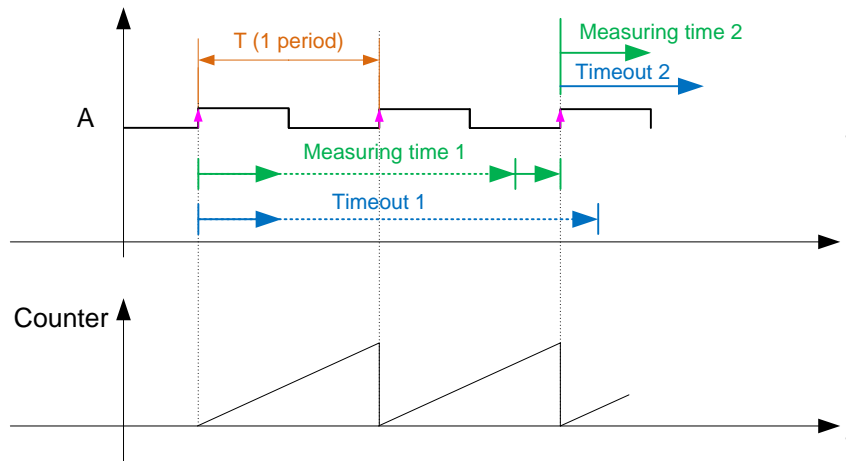 Measuring time 2
T (1 period)
Timeout 2
A
Measuring time 1
Timeout 1
Counter